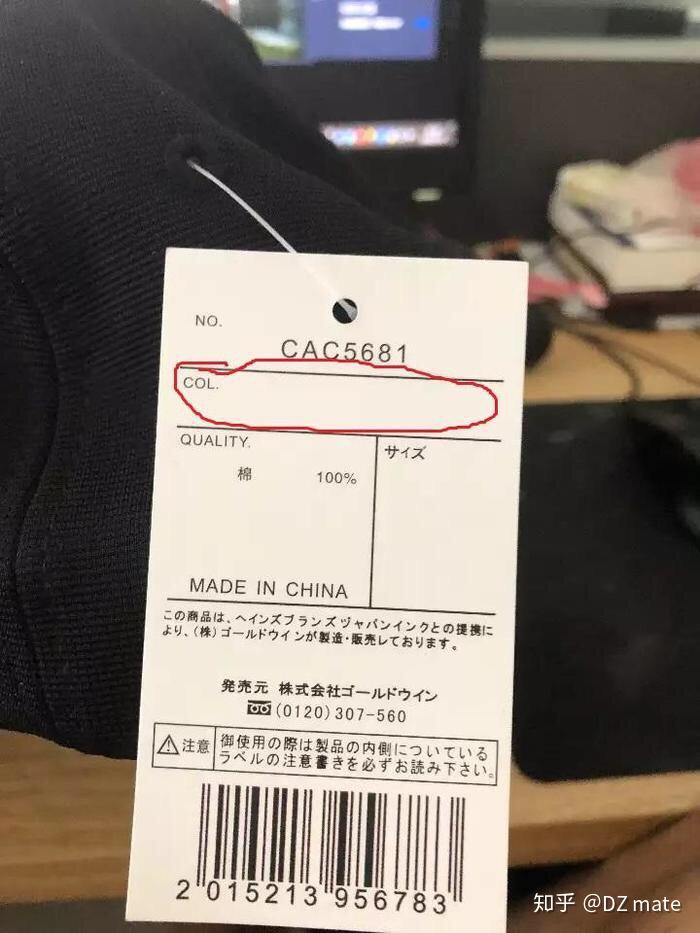 NO.
CAC5681
COL.
QUALITY.
サイズ
棉 100%
MADE IN CHINA
この商品は、ヘインズブランズヅャパンインクとの提携に
より、(株)ゴールドウインが製造・販売レております。
発売元 株式会社ゴールドウイン
(0120)307-560
注意
御使用の際は製品の内側についている
ラベルの注意書きを必ずお読み下さい。
2 015213 956783
知乎 @DZ mate